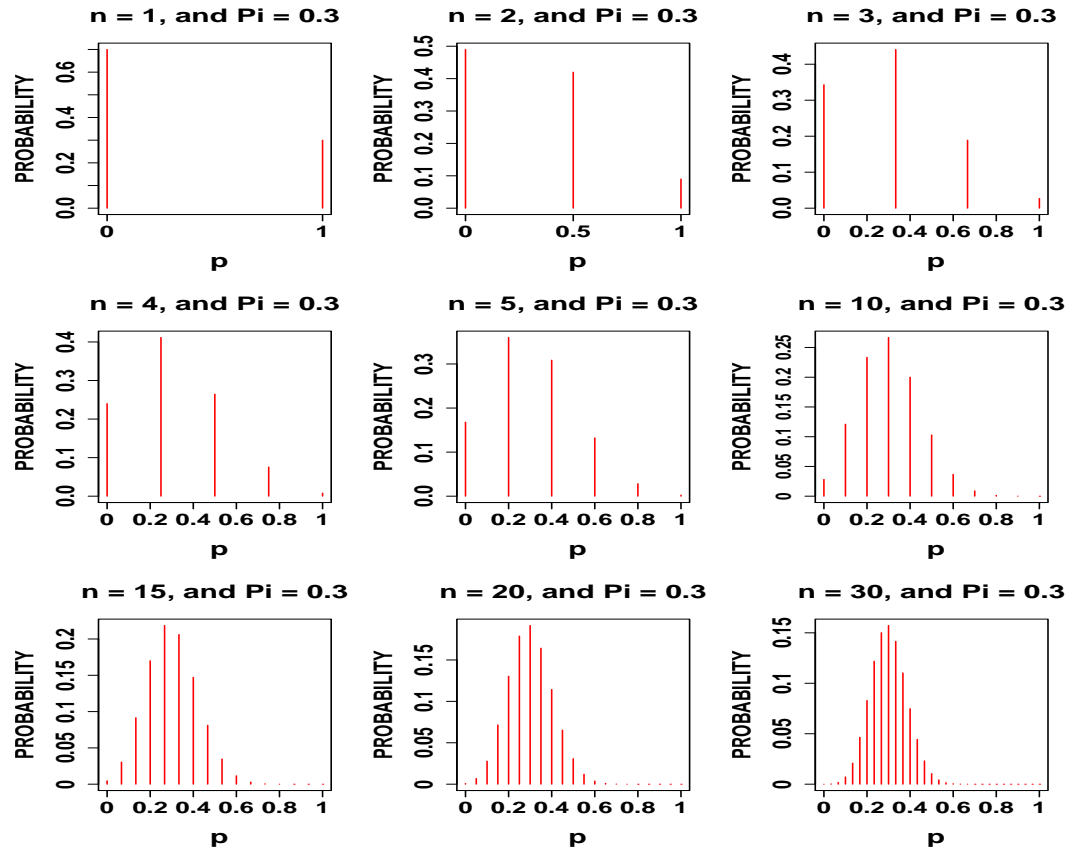 n = 1, and Pi = 0.3
PROBABILITY
0.0 0.2 0.4 0.6
0 1
p
n = 2, and Pi = 0.3
PROBABILITY
0.0 0.1 0.2 0.3 0.4 0.5
0 0.5 1
p
n = 3, and Pi = 0.3
PROBABILITY
0.0 0.1 0.2 0.3 0.4
0 0.2 0.4 0.6 0.8 1
p
n = 4, and Pi = 0.3
PROBABILITY
0.0 0.1 0.2 0.3 0.4
0 0.2 0.4 0.6 0.8 1
p
n = 5, and Pi = 0.3
PROBABILITY
0.0 0.1 0.2 0.3
0 0.2 0.4 0.6 0.8 1
p
n = 10, and Pi = 0.3
PROBABILITY
0 0.05 0.1 0.15 0.2 0.25
0 0.2 0.4 0.6 0.8 1
p
n = 15, and Pi = 0.3
PROBABILITY
0 0.05 0.1 0.15 0.2
0 0.2 0.4 0.6 0.8 1
p
n = 20, and Pi = 0.3
PROBABILITY
0 0.05 0.1 0.15
0 0.2 0.4 0.6 0.8 1
p
n = 30, and Pi = 0.3
PROBABILITY
0 0.05 0.1 0.15
0 0.2 0.4 0.6 0.8 1
p